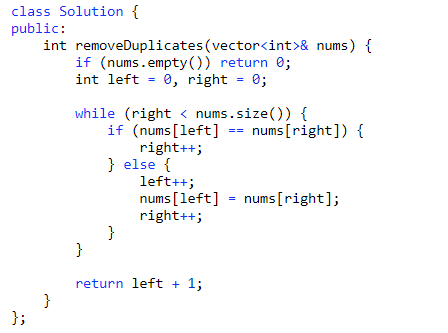 class Solution {
public:
    int removeDuplicates(vector<int>& nums) {
        if (nums.empty()) return 0;
        int left = 0, right = 0;

        while (right < nums.size()) {
            if (nums[left] == nums[right]) {
                right++;
            } else {
                left++;
                nums[left] = nums[right];
                right++;
            }
        }

        return left + 1;
    }
};